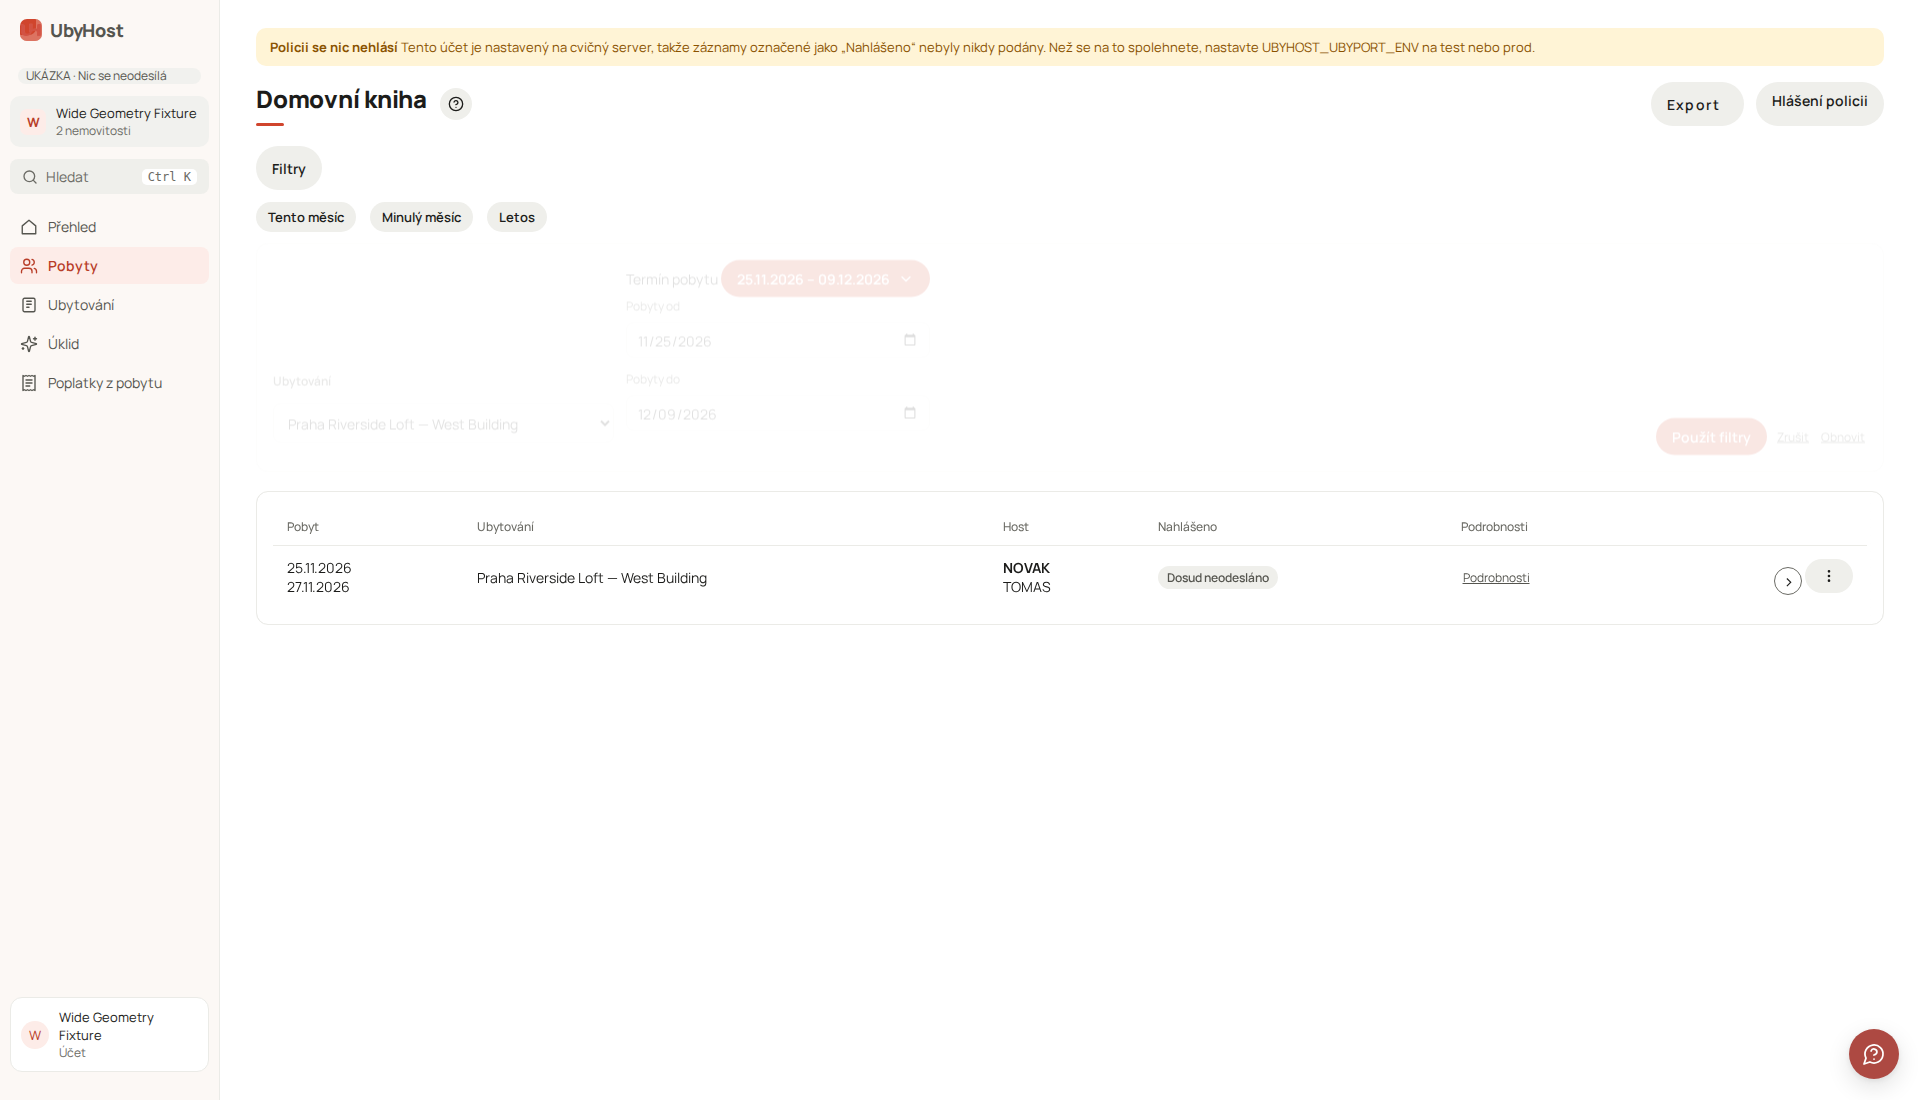 UbyHost
UKÁZKA · Nic se neodesílá
W
Wide Geometry Fixture
2 nemovitosti
Hledat
Ctrl K
Přehled
Pobyty
Ubytování
Úklid
Poplatky z pobytu
W
Wide Geometry
Fixture
Účet
Policii se nic nehlásí Tento účet je nastavený na cvičný server, takže záznamy označené jako „Nahlášeno“ nebyly nikdy podány. Než se na to spolehnete, nastavte UBYHOST_UBYPORT_ENV na test nebo prod.
Domovní kniha
Export
Hlášení policii
Filtry
Tento měsíc
Minulý měsíc
Letos
Termín pobytu
25.11.2026 – 09.12.2026
Pobyty od
11/25/2026
Ubytování
Pobyty do
Praha Riverside Loft — West Building
12/09/2026
Použít filtry
Zrušit
Obnovit
Pobyt
Ubytování
Host
Nahlášeno
Podrobnosti
25.11.2026
27.11.2026
Praha Riverside Loft — West Building
NOVAK
TOMAS
Dosud neodesláno
Podrobnosti